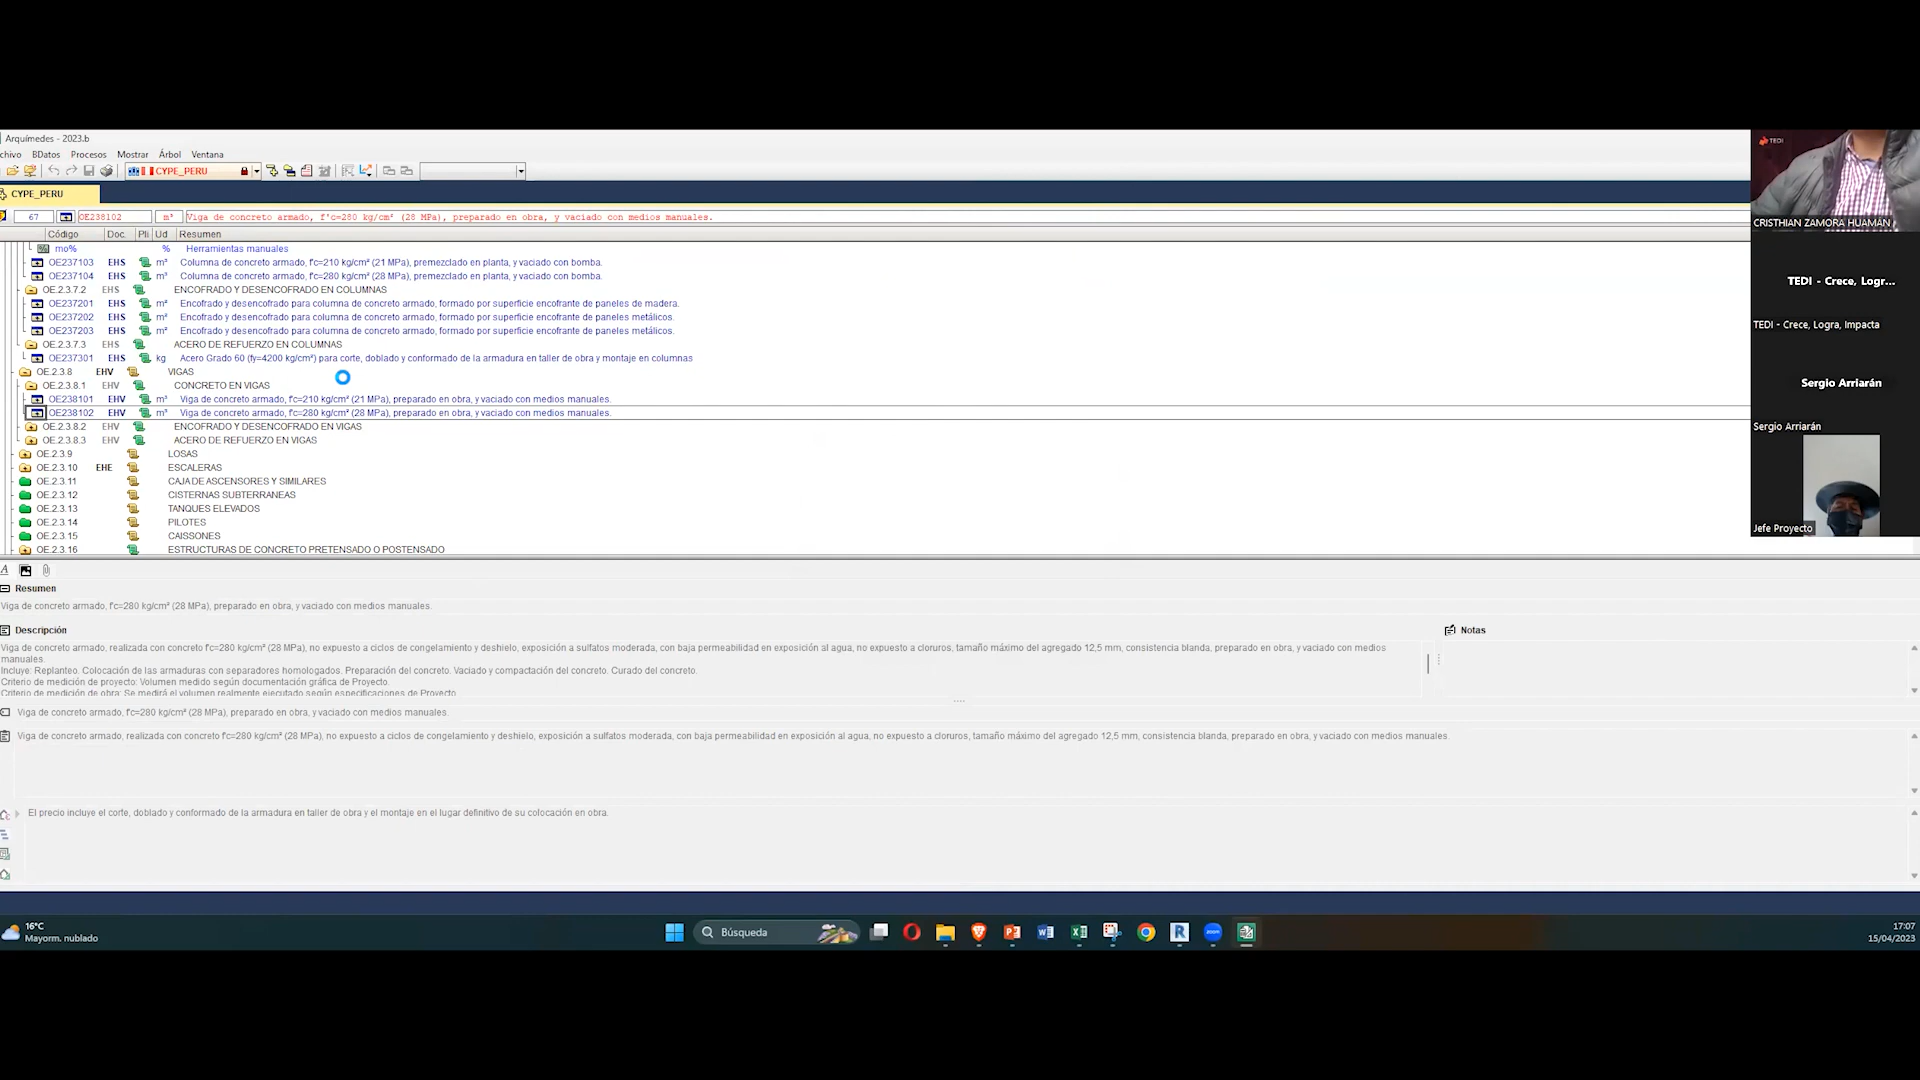 Arquímedes - 2023.b
chivo BDatos Procesos Mostrar Árbol Ventana
CYPE_PERU
CYPE_PERU
67 OE238102 m³ Viga de concreto armado, f'c=280 kg/cm² (28 MPa), preparado en obra, y vaciado con medios manuales.
Código Doc. Pli Ud Resumen
mo% % Herramientas manuales
OE237103 EHS m³ Columna de concreto armado, f'c=210 kg/cm² (21 MPa), premezclado en planta, y vaciado con bomba.
OE237104 EHS m³ Columna de concreto armado, f'c=280 kg/cm² (28 MPa), premezclado en planta, y vaciado con bomba.
OE.2.3.7.2 EHS ENCOFRADO Y DESENCOFRADO EN COLUMNAS
OE237201 EHS m² Encofrado y desencofrado para columna de concreto armado, formado por superficie encofrante de paneles de madera.
OE237202 EHS m² Encofrado y desencofrado para columna de concreto armado, formado por superficie encofrante de paneles metálicos.
OE237203 EHS m² Encofrado y desencofrado para columna de concreto armado, formado por superficie encofrante de paneles metálicos.
OE.2.3.7.3 EHS ACERO DE REFUERZO EN COLUMNAS
OE237301 EHS kg Acero Grado 60 (fy=4200 kg/cm²) para corte, doblado y conformado de la armadura en taller de obra y montaje en columnas
OE.2.3.8 EHV VIGAS
OE.2.3.8.1 EHV CONCRETO EN VIGAS
OE238101 EHV m³ Viga de concreto armado, f'c=210 kg/cm² (21 MPa), preparado en obra, y vaciado con medios manuales.
OE238102 EHV m³ Viga de concreto armado, f'c=280 kg/cm² (28 MPa), preparado en obra, y vaciado con medios manuales.
OE.2.3.8.2 EHV ENCOFRADO Y DESENCOFRADO EN VIGAS
OE.2.3.8.3 EHV ACERO DE REFUERZO EN VIGAS
OE.2.3.9 LOSAS
OE.2.3.10 EHE ESCALERAS
OE.2.3.11 CAJA DE ASCENSORES Y SIMILARES
OE.2.3.12 CISTERNAS SUBTERRANEAS
OE.2.3.13 TANQUES ELEVADOS
OE.2.3.14 PILOTES
OE.2.3.15 CAISSONES
OE.2.3.16 ESTRUCTURAS DE CONCRETO PRETENSADO O POSTENSADO
TEDI
CRISTHIAN ZAMORA HUAMÁN
TEDI - Crece, Logr...
TEDI - Crece, Logra, Impacta
Sergio Arriarán
Sergio Arriarán
Jefe Proyecto
Resumen
Viga de concreto armado, f'c=280 kg/cm² (28 MPa), preparado en obra, y vaciado con medios manuales.
Descripción
Notas
Viga de concreto armado, realizada con concreto f'c=280 kg/cm² (28 MPa), no expuesto a ciclos de congelamiento y deshielo, exposición a sulfatos moderada, con baja permeabilidad en exposición al agua, no expuesto a cloruros, tamaño máximo del agregado 12,5 mm, consistencia blanda, preparado en obra, y vaciado con medios
manuales.
Incluye: Replanteo. Colocación de las armaduras con separadores homologados. Preparación del concreto. Vaciado y compactación del concreto. Curado del concreto.
Criterio de medición de proyecto: Volumen medido según documentación gráfica de Proyecto.
Criterio de medición de obra: Se medirá el volumen realmente ejecutado según especificaciones de Proyecto
Viga de concreto armado, f'c=280 kg/cm² (28 MPa), preparado en obra, y vaciado con medios manuales.
Viga de concreto armado, realizada con concreto f'c=280 kg/cm² (28 MPa), no expuesto a ciclos de congelamiento y deshielo, exposición a sulfatos moderada, con baja permeabilidad en exposición al agua, no expuesto a cloruros, tamaño máximo del agregado 12,5 mm, consistencia blanda, preparado en obra, y vaciado con medios manuales.
El precio incluye el corte, doblado y conformado de la armadura en taller de obra y el montaje en el lugar definitivo de su colocación en obra.
16°C
Mayorm. nublado
Búsqueda
17:07
15/04/2023